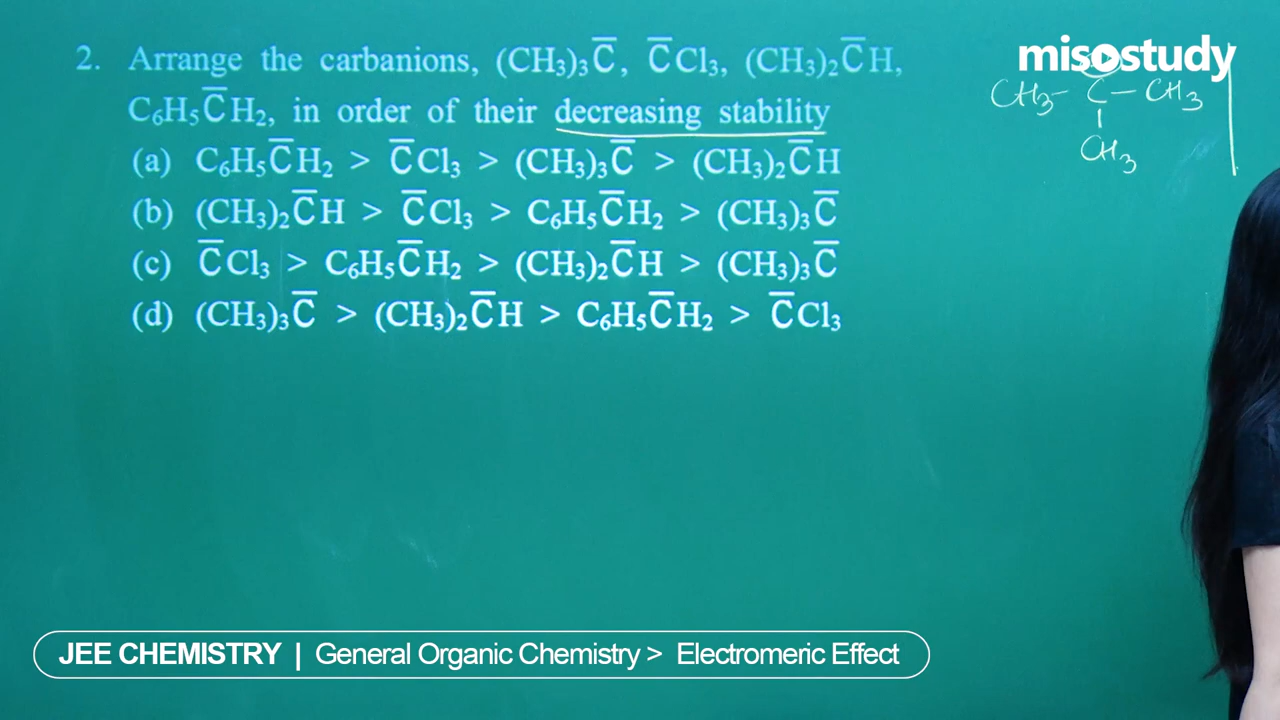 2. Arrange the carbanions, (CH₃)₃C̅, C̅Cl₃, (CH₃)₂C̅H,
C₆H₅C̅H₂, in order of their decreasing stability
(a) C₆H₅C̅H₂ > C̅Cl₃ > (CH₃)₃C̅ > (CH₃)₂C̅H
(b) (CH₃)₂C̅H > C̅Cl₃ > C₆H₅C̅H₂ > (CH₃)₃C̅
(c) C̅Cl₃ > C₆H₅C̅H₂ > (CH₃)₂C̅H > (CH₃)₃C̅
(d) (CH₃)₃C̅ > (CH₃)₂C̅H > C₆H₅C̅H₂ > C̅Cl₃
misostudy
CH₃ - C - CH₃
CH₃
JEE CHEMISTRY | General Organic Chemistry > Electromeric Effect